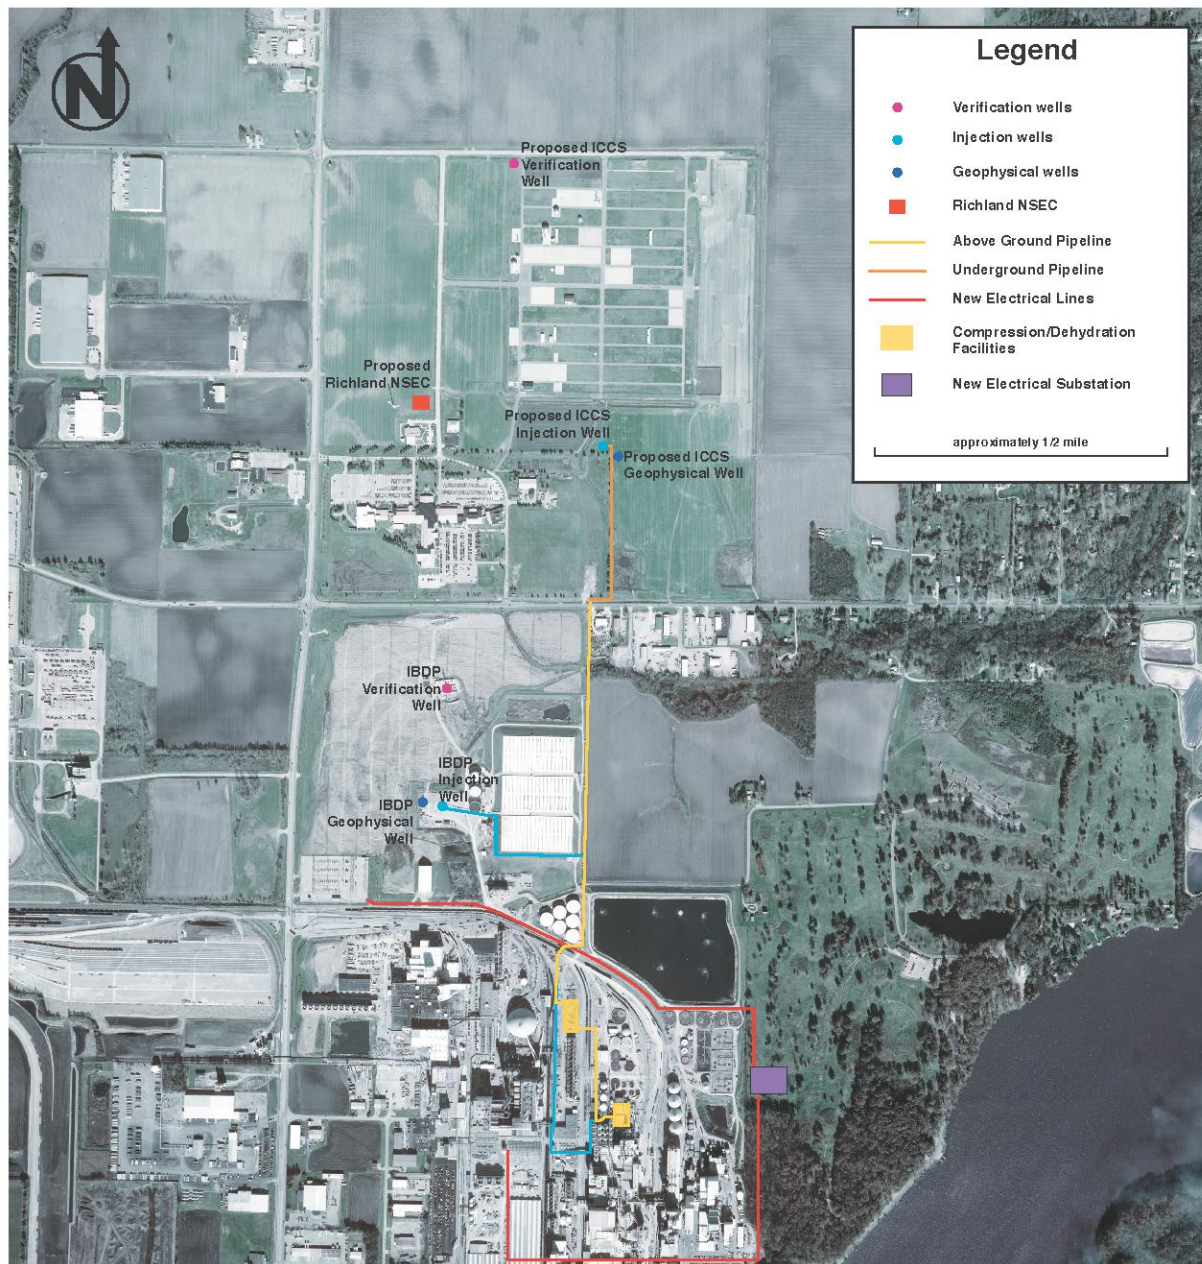 N
Legend
Verification wells
Injection wells
Geophysical wells
Richland NSEC
Above Ground Pipeline
Underground Pipeline
New Electrical Lines
Compression/Dehydration
Facilities
New Electrical Substation
approximately 1/2 mile
Proposed ICCS
Verification
Well
Proposed
Richland NSEC
Proposed ICCS
Injection Well
Proposed ICCS
Geophysical Well
IBDP
Verification
Well
IBDP
Injection
Well
IBDP
Geophysical
Well